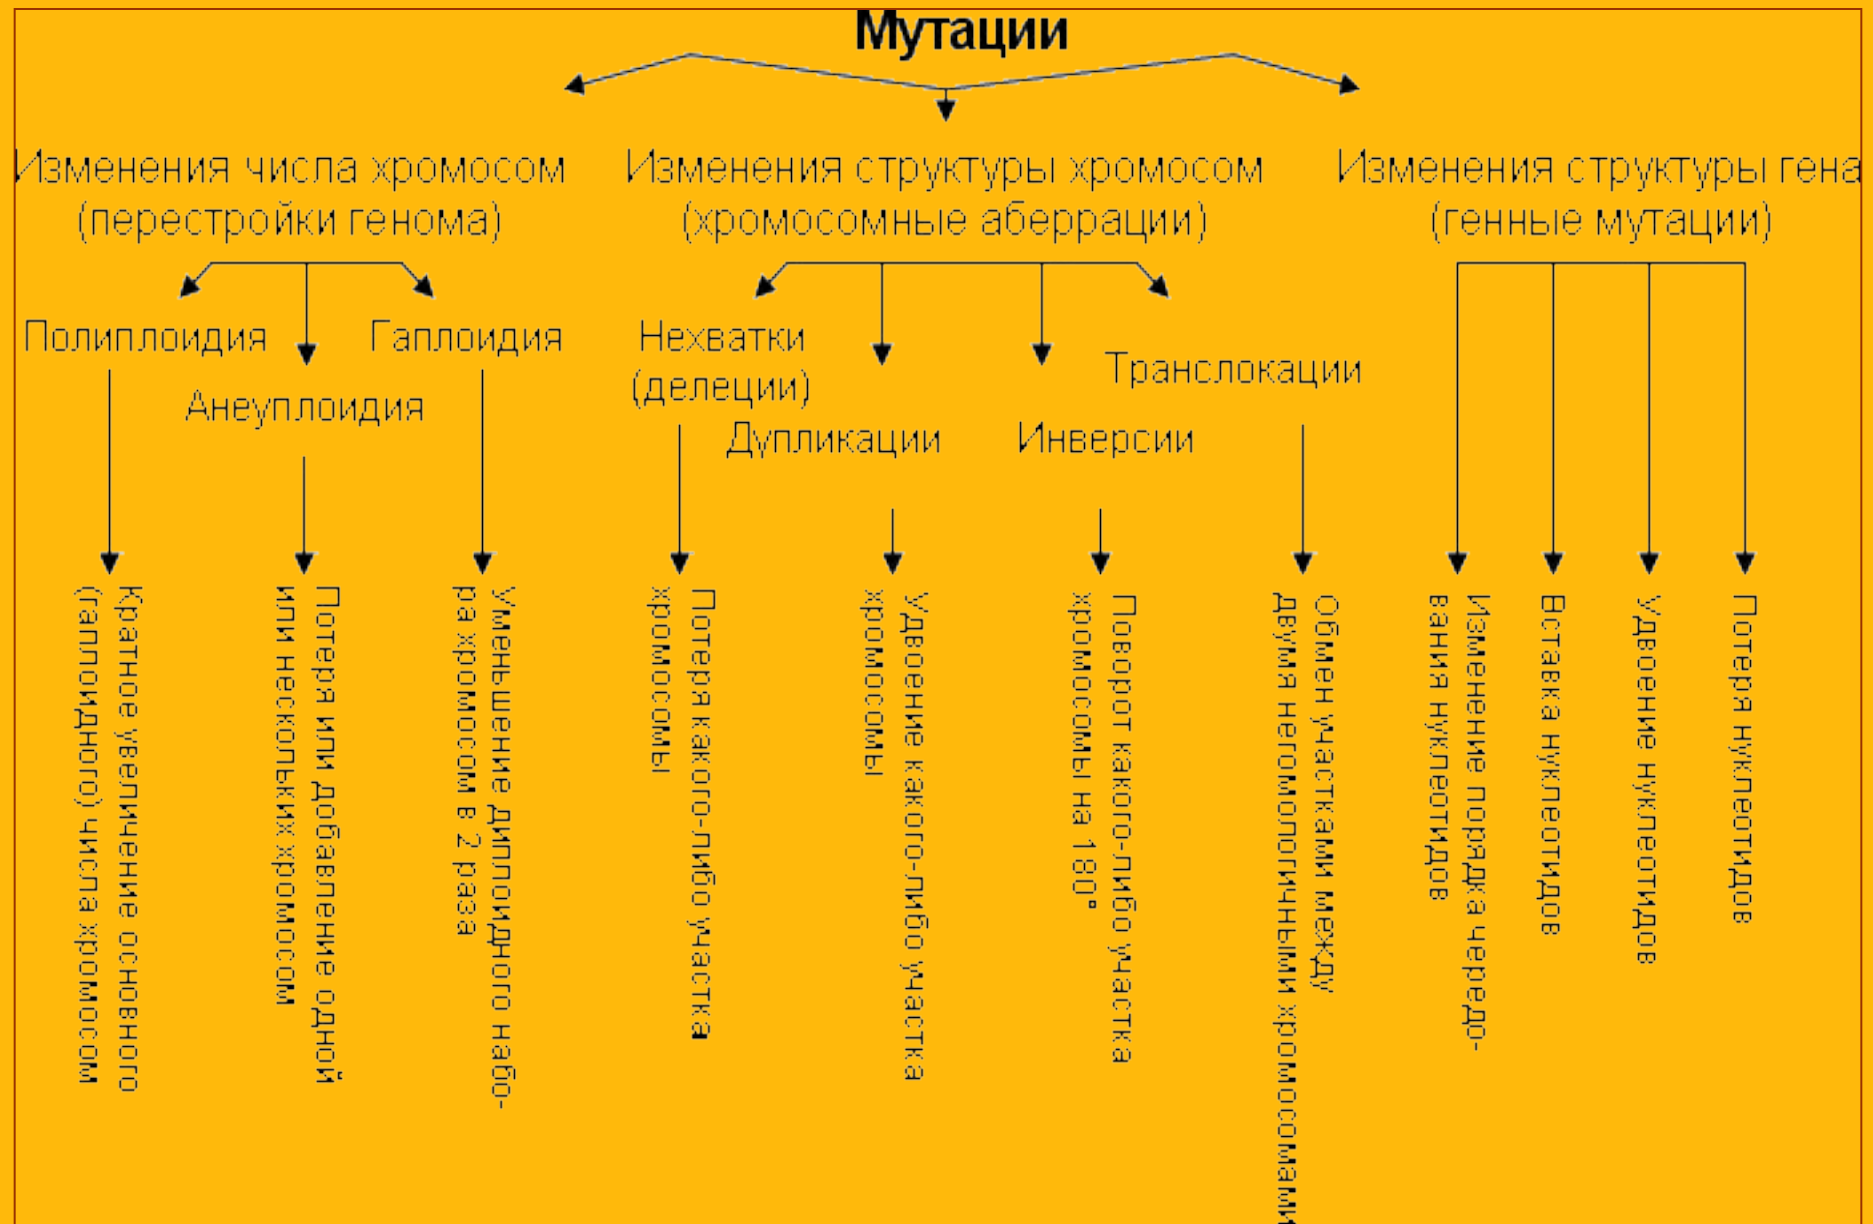 Мутации
Изменения числа хромосом
(перестройки генома)
Изменения структуры хромосом
(хромосомные аберрации)
Изменения структуры гена
(генные мутации)
Полиплоидия
Анеуплоидия
Гаплоидия
Нехватки
(делеции)
Дупликации
Инверсии
Транслокации
Кратное увеличение основного
(гаплоидного) числа хромосом
Потеря или добавление одной
или нескольких хромосом
Уменьшение диплоидного набо-
ра хромосом в 2 раза
Потеря какого-либо участка
хромосомы
Удвоение какого-либо участка
хромосомы
Поворот какого-либо участка
хромосомы на 180°
Обмен участками между
двумя негомологичными хромосомами
Изменение порядка чередо-
вания нуклеотидов
Вставка нуклеотидов
Удвоение нуклеотидов
Потеря нуклеотидов